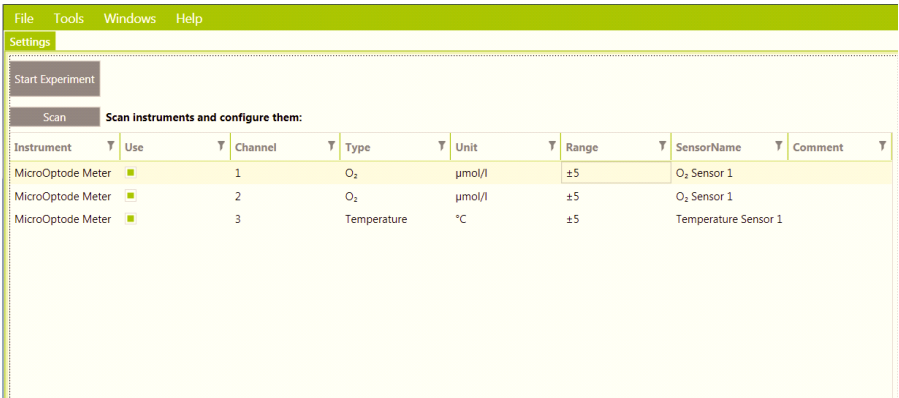 File Tools Windows Help
Settings
Start Experiment
Scan Scan instruments and configure them:
Instrument Use Channel Type Unit Range SensorName Comment
MicroOptode Meter 1 O₂ µmol/l ±5 O₂ Sensor 1
MicroOptode Meter 2 O₂ µmol/l ±5 O₂ Sensor 1
MicroOptode Meter 3 Temperature °C ±5 Temperature Sensor 1